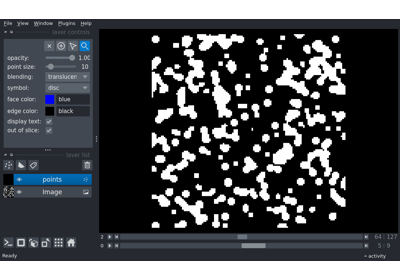 File View Window Plugins Help
layer controls
opacity: 1.00
point size: 10
blending: translucen
symbol: disc
face color: blue
edge color: black
display text:
out of slice:
layer list
points
Image
2 64 127
0 5 9
Ready activity